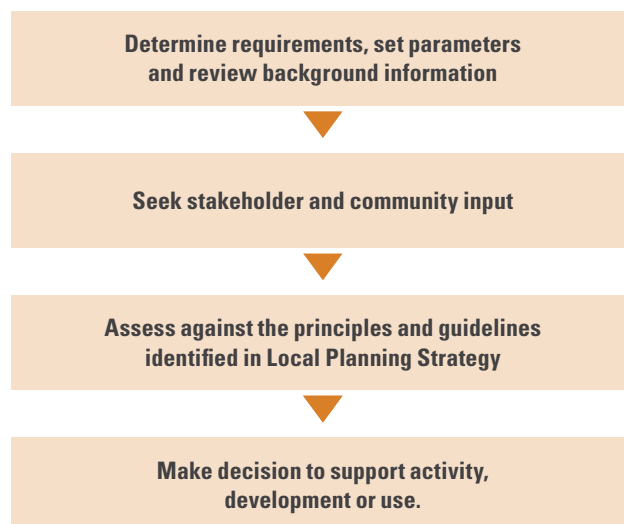 Determine requirements, set parameters
and review background information
Seek stakeholder and community input
Assess against the principles and guidelines
identified in Local Planning Strategy
Make decision to support activity,
development or use.